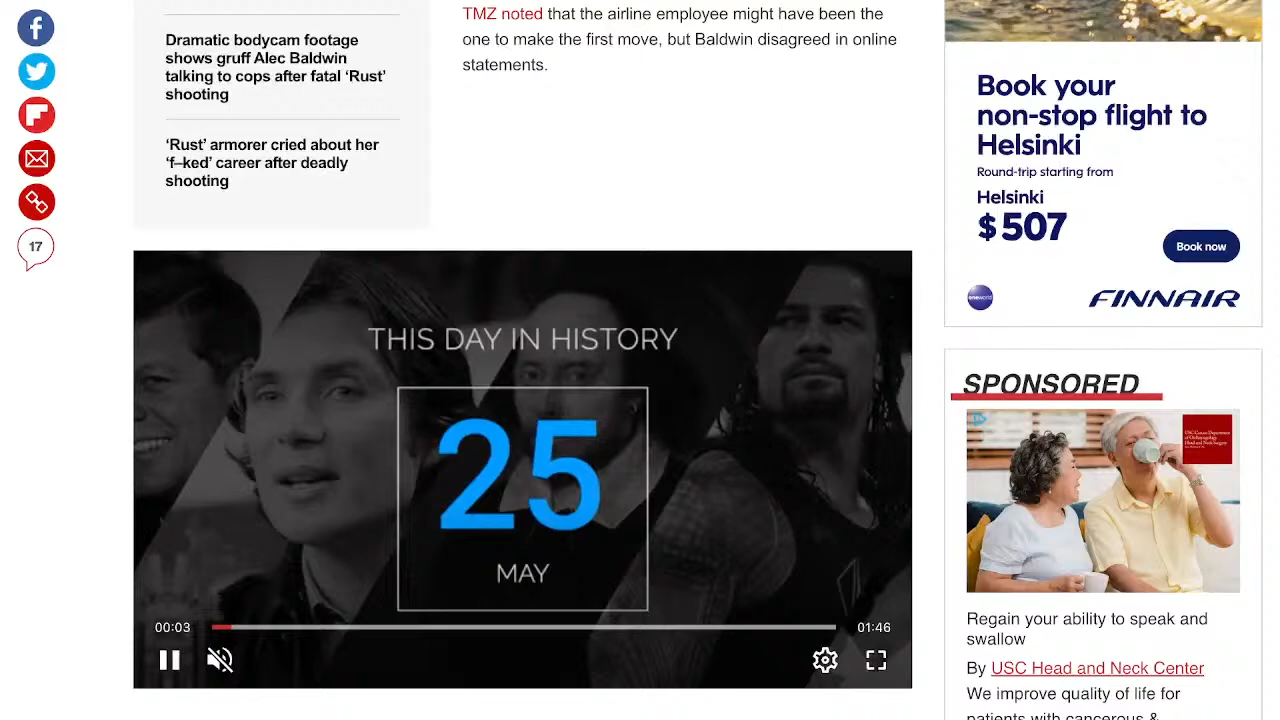 TMZ noted that the airline employee might have been the
one to make the first move, but Baldwin disagreed in online
statements.
Dramatic bodycam footage
shows gruff Alec Baldwin
talking to cops after fatal ‘Rust’
shooting
‘Rust’ armorer cried about her
‘f–ked’ career after deadly
shooting
17
THIS DAY IN HISTORY
25
MAY
00:03
01:46
Book your
non-stop flight to
Helsinki
Round-trip starting from
Helsinki
$507
Book now
oneworld
FINNAIR
SPONSORED
Regain your ability to speak and
swallow
By USC Head and Neck Center
We improve quality of life for
patients with cancerous &